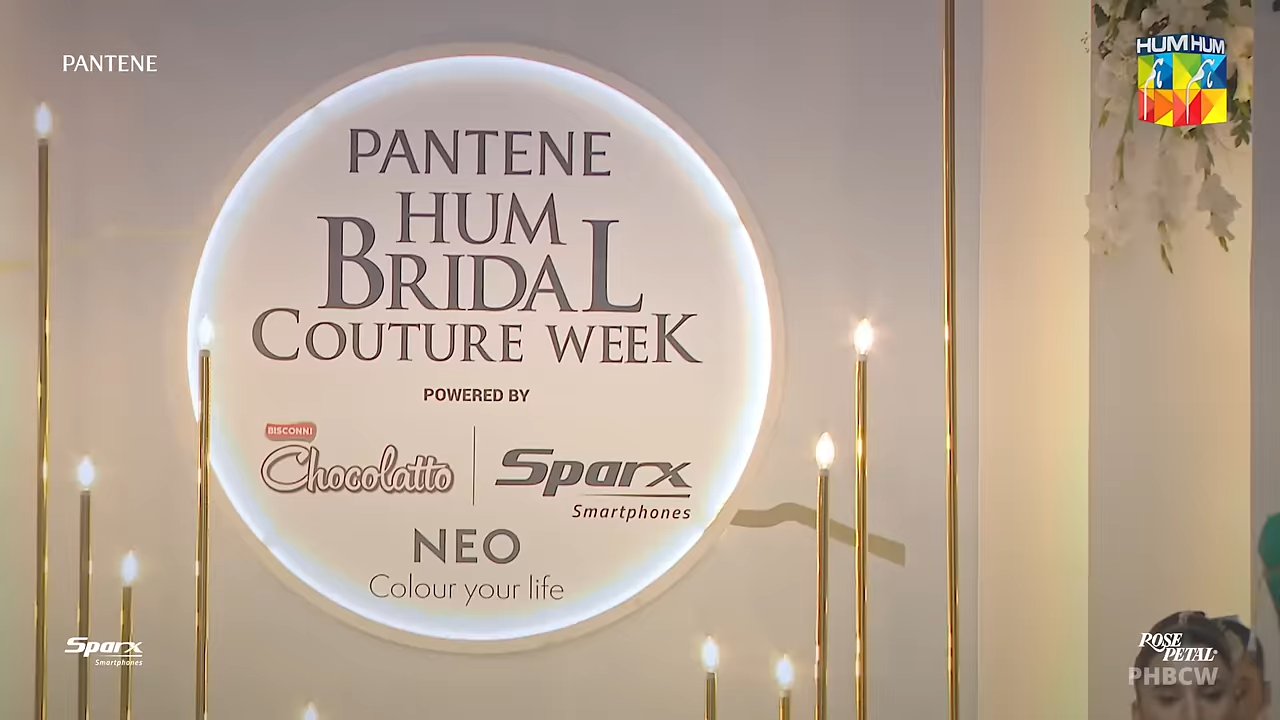 PANTENE
HUM HUM
PANTENE
HUM
BRIDAL
COUTURE WEEK
POWERED BY
BISCONNI
Chocolatto
Sparx
Smartphones
NEO
Colour your life
Sparx
Smartphones
ROSE
PETAL®
PHBCW